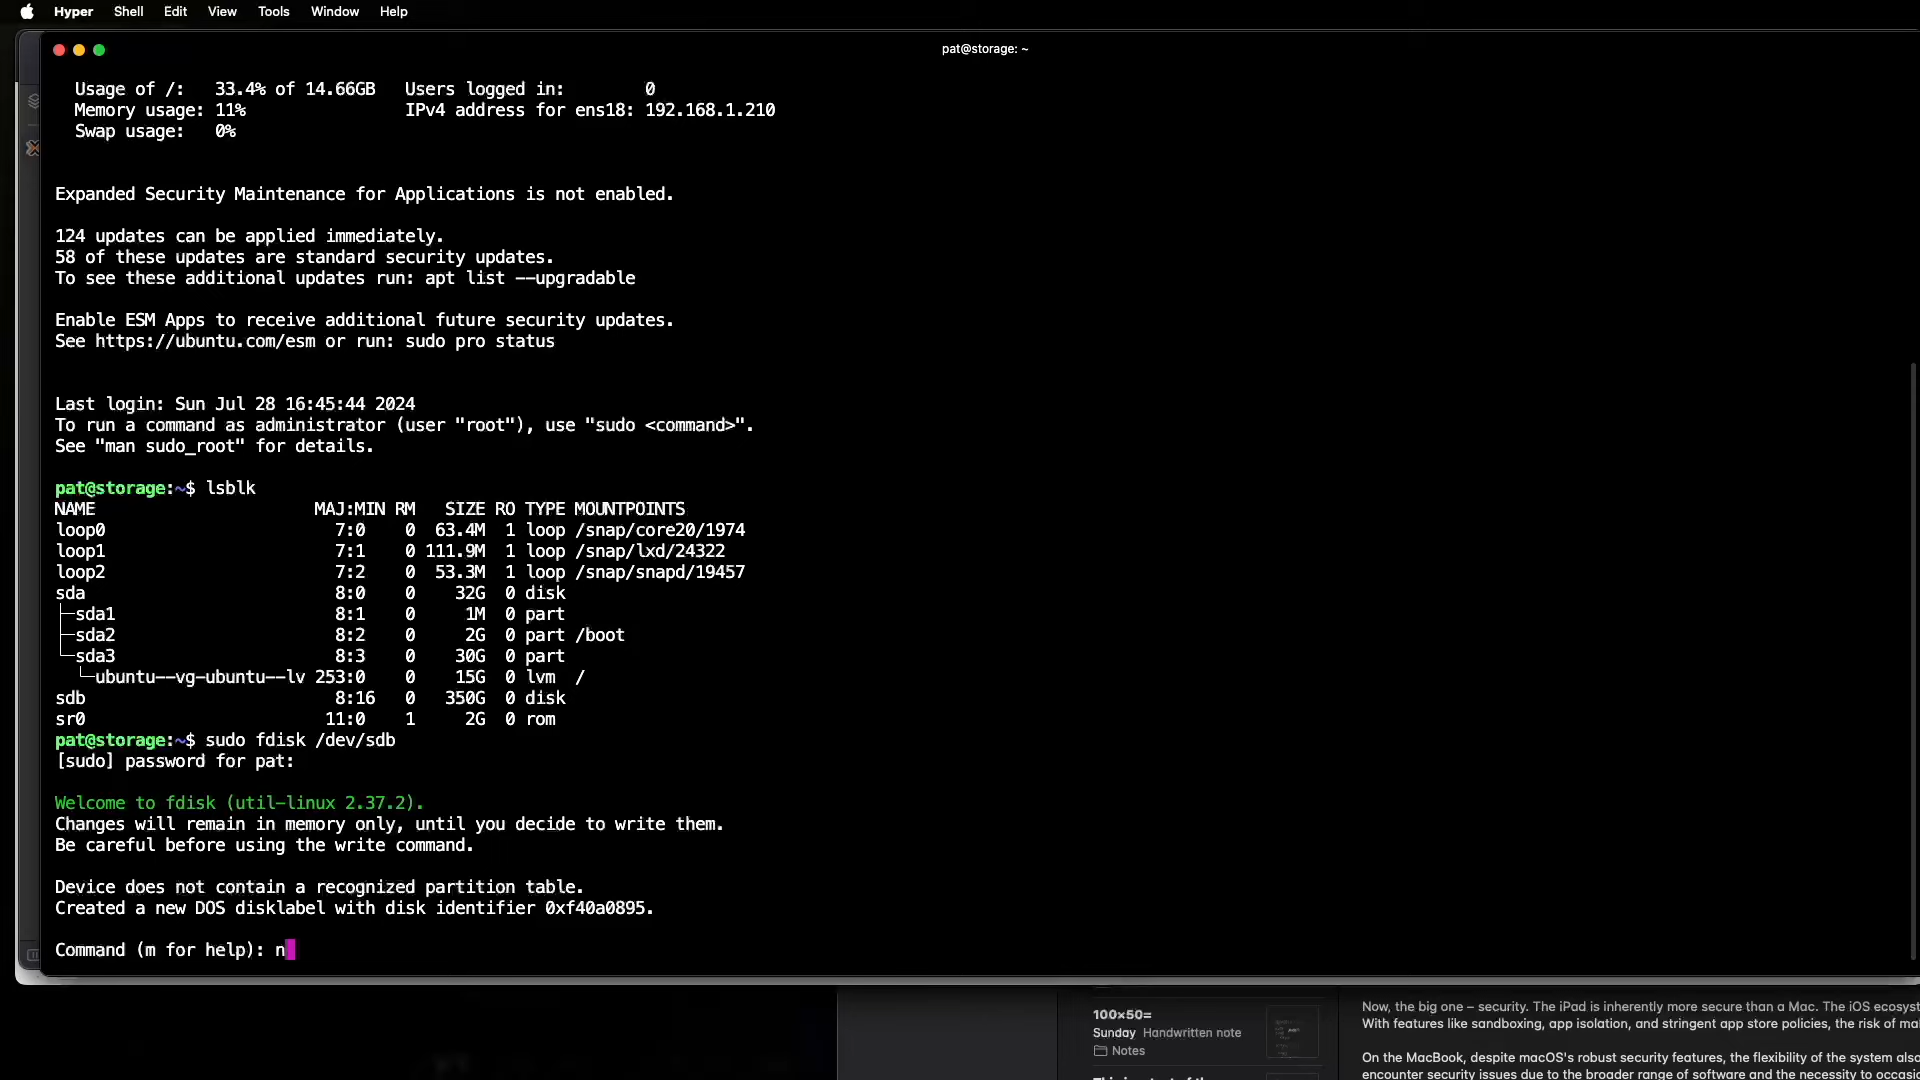 Hyper Shell Edit View Tools Window Help
pat@storage: ~
Usage of /: 33.4% of 14.66GB Users logged in: 0
Memory usage: 11% IPv4 address for ens18: 192.168.1.210
Swap usage: 0%
Expanded Security Maintenance for Applications is not enabled.
124 updates can be applied immediately.
58 of these updates are standard security updates.
To see these additional updates run: apt list --upgradable
Enable ESM Apps to receive additional future security updates.
See https://ubuntu.com/esm or run: sudo pro status
Last login: Sun Jul 28 16:45:44 2024
To run a command as administrator (user "root"), use "sudo <command>".
See "man sudo_root" for details.
pat@storage:~$ lsblk
NAME MAJ:MIN RM SIZE RO TYPE MOUNTPOINTS
loop0 7:0 0 63.4M 1 loop /snap/core20/1974
loop1 7:1 0 111.9M 1 loop /snap/lxd/24322
loop2 7:2 0 53.3M 1 loop /snap/snapd/19457
sda 8:0 0 32G 0 disk
├─sda1 8:1 0 1M 0 part
├─sda2 8:2 0 2G 0 part /boot
└─sda3 8:3 0 30G 0 part
└─ubuntu--vg-ubuntu--lv 253:0 0 15G 0 lvm /
sdb 8:16 0 350G 0 disk
sr0 11:0 1 2G 0 rom
pat@storage:~$ sudo fdisk /dev/sdb
[sudo] password for pat:
Welcome to fdisk (util-linux 2.37.2).
Changes will remain in memory only, until you decide to write them.
Be careful before using the write command.
Device does not contain a recognized partition table.
Created a new DOS disklabel with disk identifier 0xf40a0895.
Command (m for help): n
100×50=
Sunday Handwritten note
Notes
Now, the big one – security. The iPad is inherently more secure than a Mac. The iOS ecosyst
With features like sandboxing, app isolation, and stringent app store policies, the risk of mal
On the MacBook, despite macOS's robust security features, the flexibility of the system also
encounter security issues due to the broader range of software and the necessity to occasio